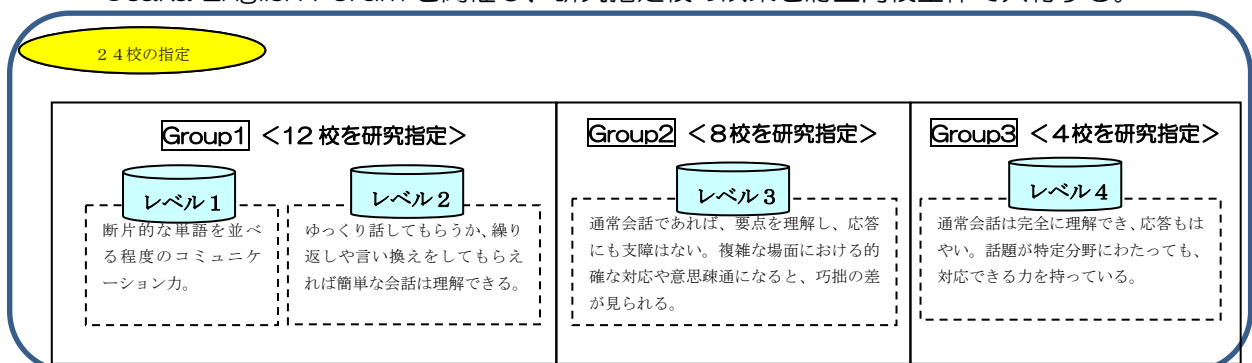 ２４校の指定
Group1 ＜12校を研究指定＞
レベル１
断片的な単語を並べ
る程度のコミュニケ
ーション力。
レベル２
ゆっくり話してもらうか、繰り
返しや言い換えをしてもらえ
れば簡単な会話は理解できる。
Group2 ＜８校を研究指定＞
レベル３
通常会話であれば、要点を理解し、応答
にも支障はない。複雑な場面における的
確な対応や意思疎通になると、巧拙の差
が見られる。
Group3 ＜４校を研究指定＞
レベル４
通常会話は完全に理解でき、応答もは
やい。話題が特定分野にわたっても、
対応できる力を持っている。